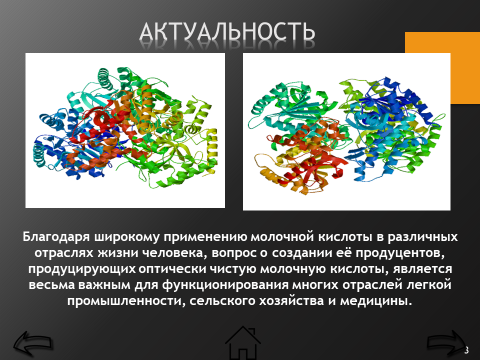 АКТУАЛЬНОСТЬ
Благодаря широкому применению молочной кислоты в различных
отраслях жизни человека, вопрос о создании её продуцентов,
продуцирующих оптически чистую молочную кислоты, является
весьма важным для функционирования многих отраслей легкой
промышленности, сельского хозяйства и медицины.
3